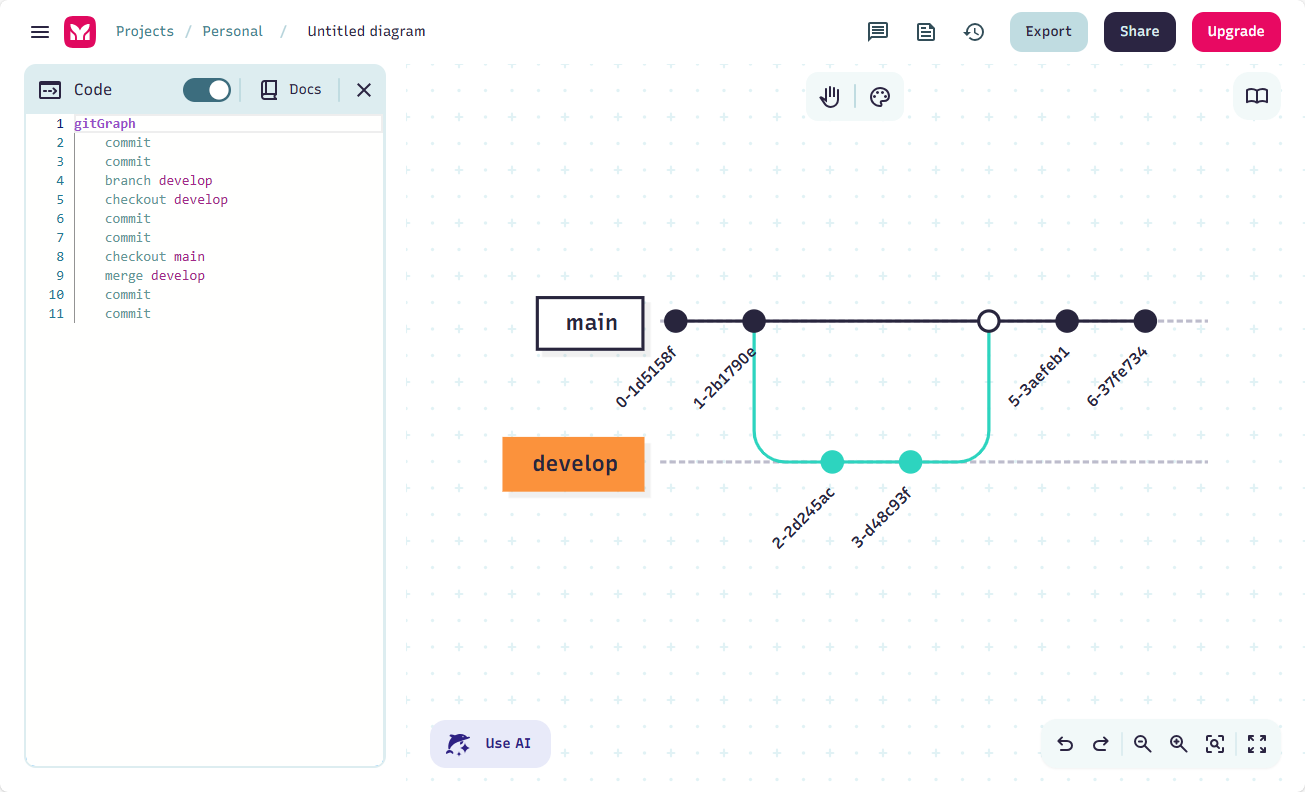 Projects / Personal / Untitled diagram
Export
Share
Upgrade
Code
Docs
1 gitGraph
2 commit
3 commit
4 branch develop
5 checkout develop
6 commit
7 commit
8 checkout main
9 merge develop
10 commit
11 commit
main
0-1d5158f
1-2b1790e
5-3aefeb1
6-37fe734
develop
2-2d245ac
3-d48c93f
Use AI